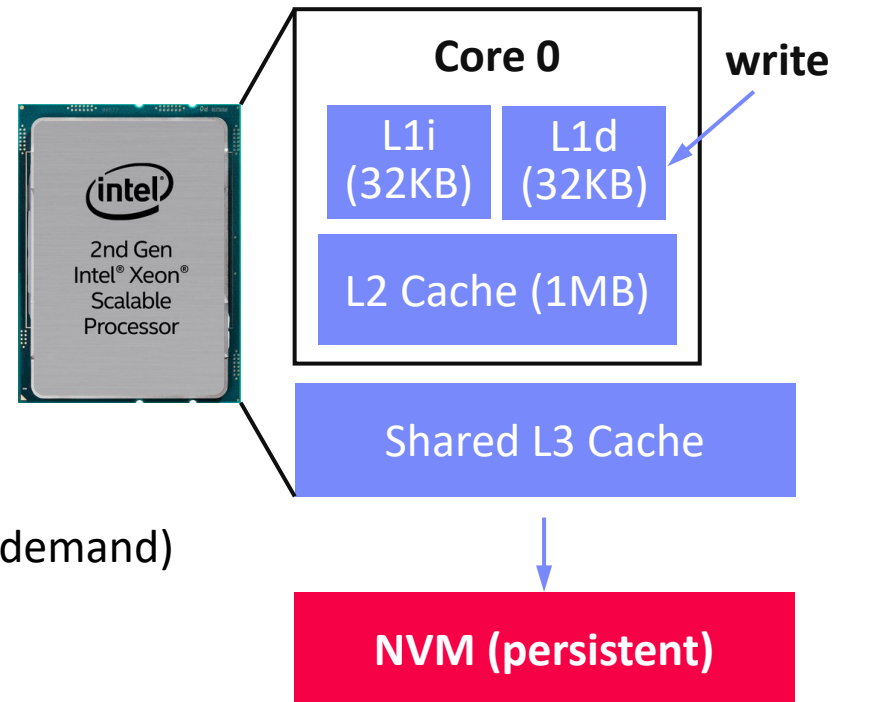 Core 0
write
L1i
(32KB)
L1d
(32KB)
L2 Cache (1MB)
intel
2nd Gen
Intel® Xeon®
Scalable
Processor
Shared L3 Cache
demand)
NVM (persistent)